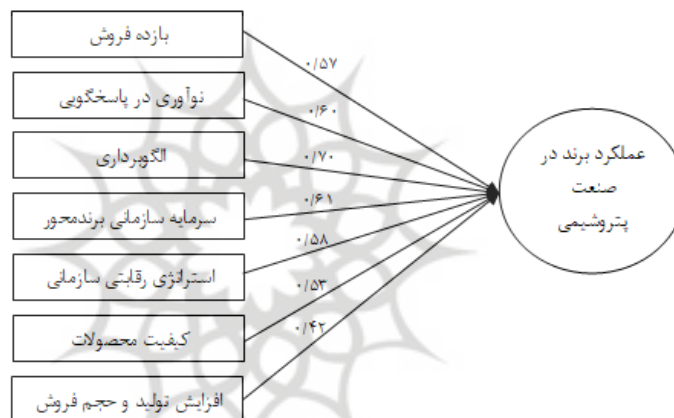 بازده فروش
نوآوری در پاسخگویی
الگوبرداری
سرمایه سازمانی برندمحور
استراتژی رقابتی سازمانی
کیفیت محصولات
افزایش تولید و حجم فروش
۰/۵۷
۰/۶۰
۰/۷۰
۰/۶۱
۰/۵۸
۰/۵۳
۰/۴۲
عملکرد برند در
صنعت
پتروشیمی